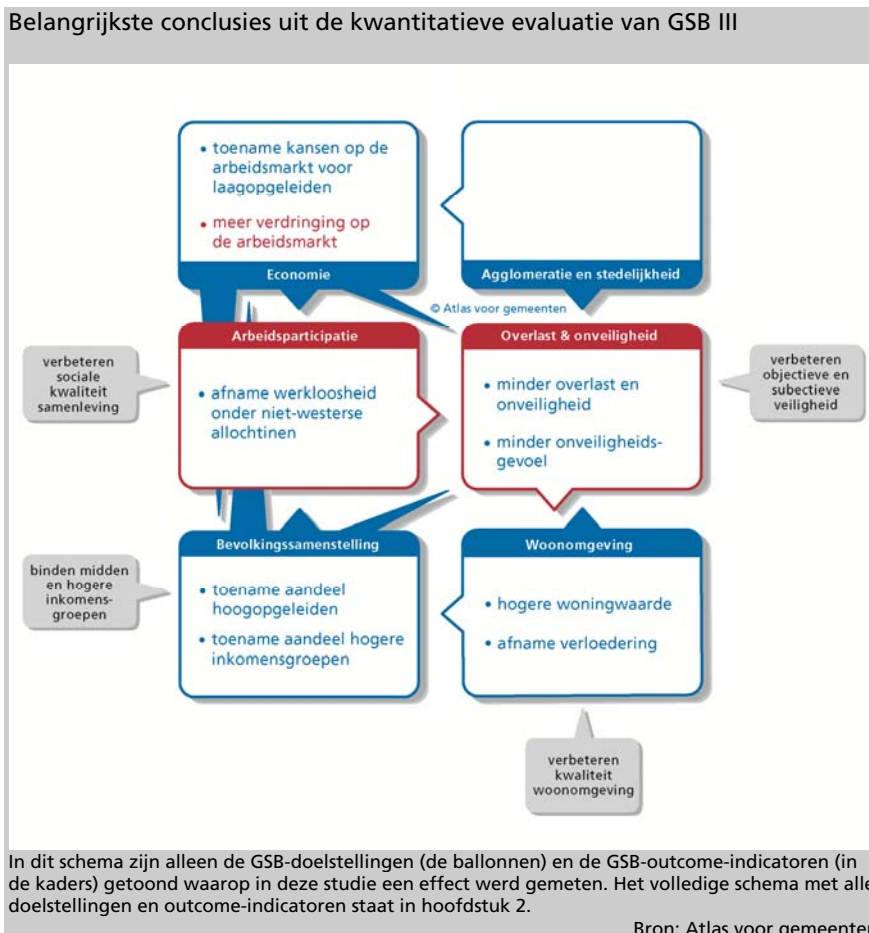 Belangrijkste conclusies uit de kwantitatieve evaluatie van GSB III
• toename kansen op de
arbeidsmarkt voor
laagopgeleiden
• meer verdringing op
de arbeidsmarkt
Economie
Agglomeratie en stedelijkheid
© Atlas voor gemeenten
Arbeidsparticipatie
Overlast & onveiligheid
verbeteren
sociale
kwaliteit
samenleving
• afname werkloosheid
onder niet-westerse
allochtinen
• minder overlast en
onveiligheid
• minder onveiligheids-
gevoel
verbeteren
objectieve en
subectieve
veiligheid
Bevolkingssamenstelling
Woonomgeving
binden midden
en hogere
inkomens-
groepen
• toename aandeel
hoogopgeleiden
• toename aandeel hogere
inkomensgroepen
• hogere woningwaarde
• afname verloedering
verbeteren
kwaliteit
woonomgeving
In dit schema zijn alleen de GSB-doelstellingen (de ballonnen) en de GSB-outcome-indicatoren (in
de kaders) getoond waarop in deze studie een effect werd gemeten. Het volledige schema met alle
doelstellingen en outcome-indicatoren staat in hoofdstuk 2.
Bron: Atlas voor gemeenten